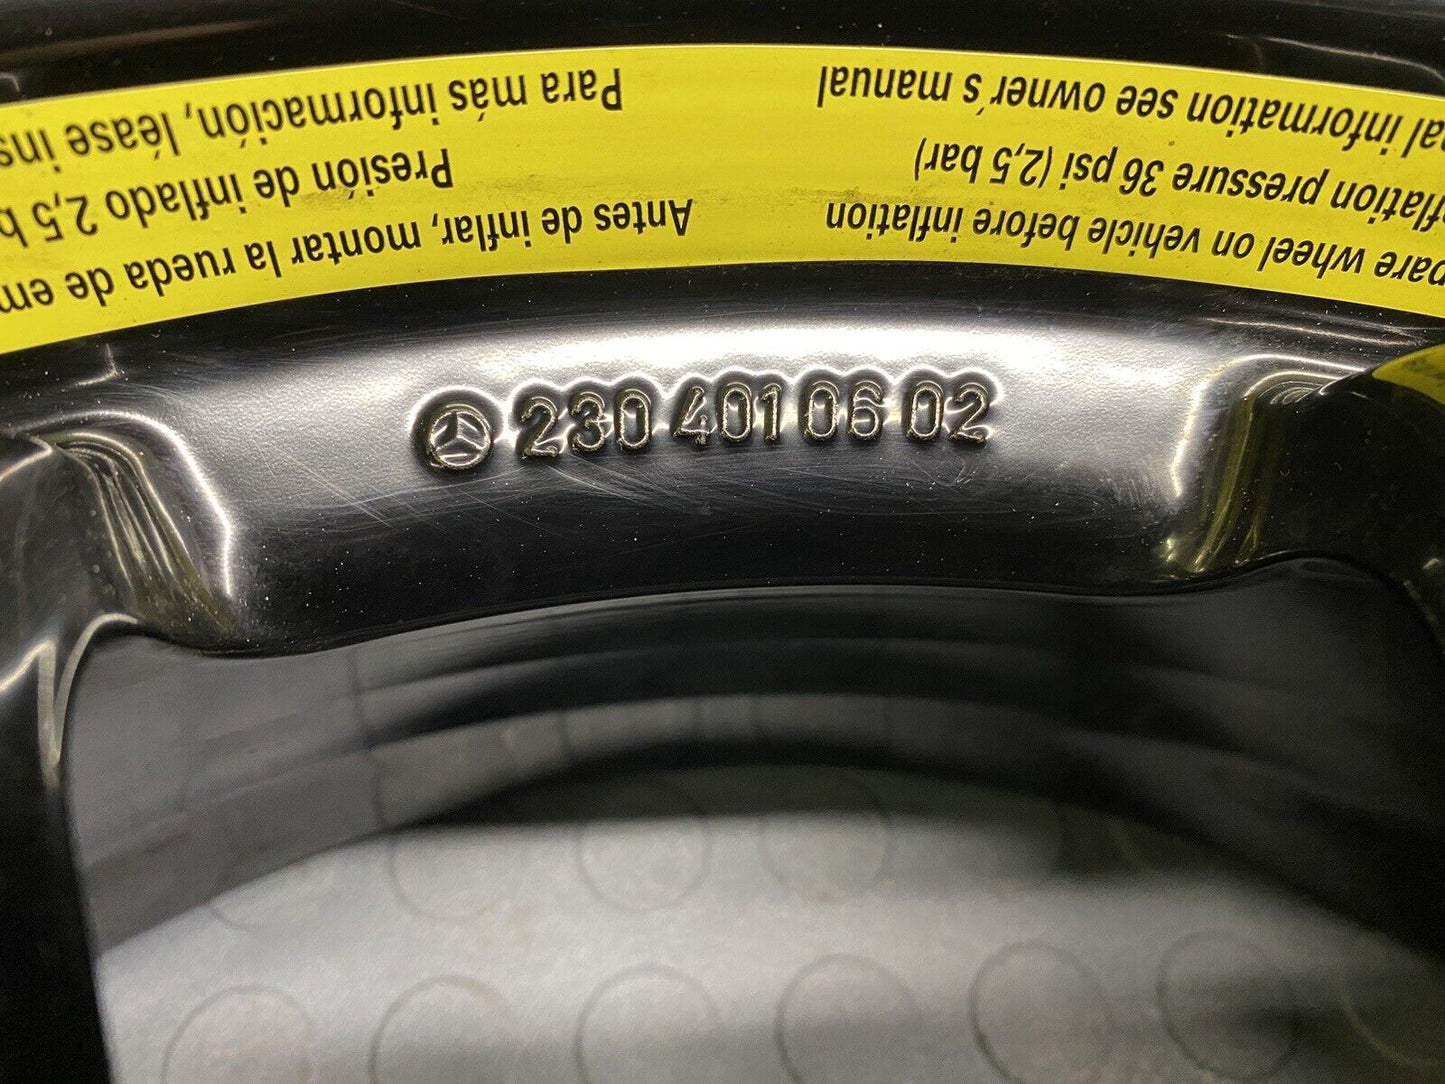 pare wheel on vehicle before inflation
flation pressure 36 psi (2,5 bar)
nal information see owner's manual
Antes de inflar, montar la rueda de em
Presión de inflado 2,5 b
Para más información, léase ins
230 401 06 02